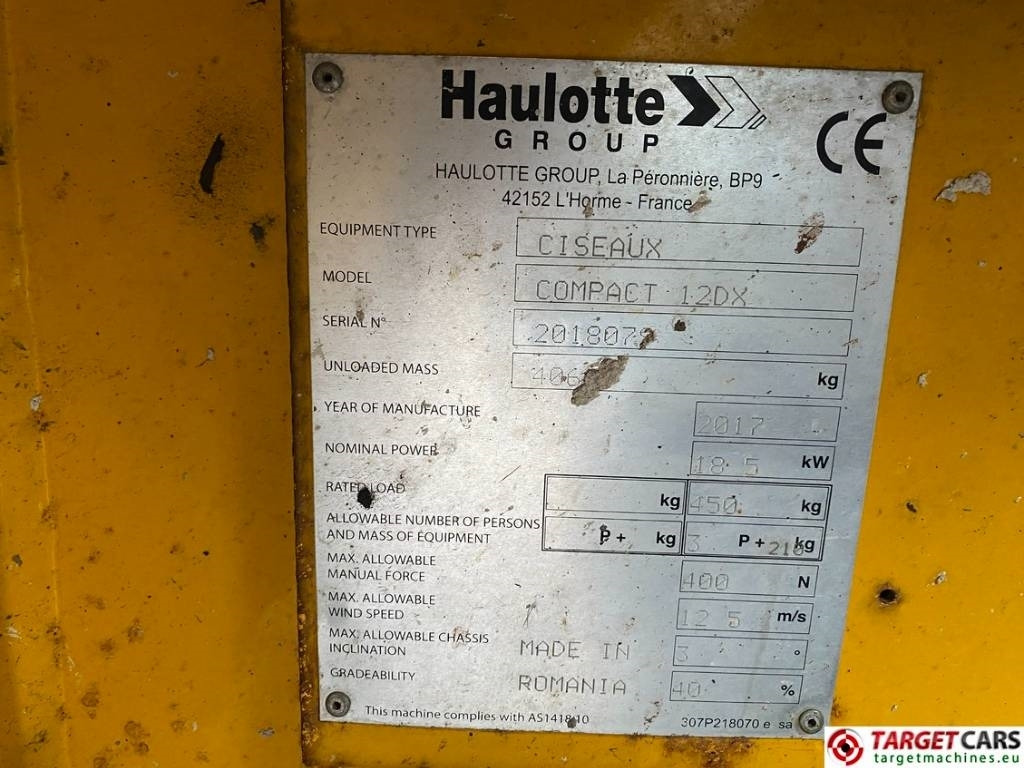 Haulotte
GROUP
CE
HAULOTTE GROUP, La Péronnière, BP9
42152 L'Horme - France
EQUIPMENT TYPE CISEAUX
MODEL COMPACT 12DX
SERIAL N°
UNLOADED MASS kg
YEAR OF MANUFACTURE 2017
NOMINAL POWER 18.5 kW
RATED LOAD kg 450 kg
ALLOWABLE NUMBER OF PERSONS
AND MASS OF EQUIPMENT P + kg 3 P + 210 kg
MAX. ALLOWABLE
MANUAL FORCE 400 N
MAX. ALLOWABLE
WIND SPEED 12.5 m/s
MAX. ALLOWABLE CHASSIS
INCLINATION MADE IN 3 °
GRADEABILITY ROMANIA 40 %
This machine complies with AS1418/10 307P218070 e sa
TARGETCARS
targetmachines.eu